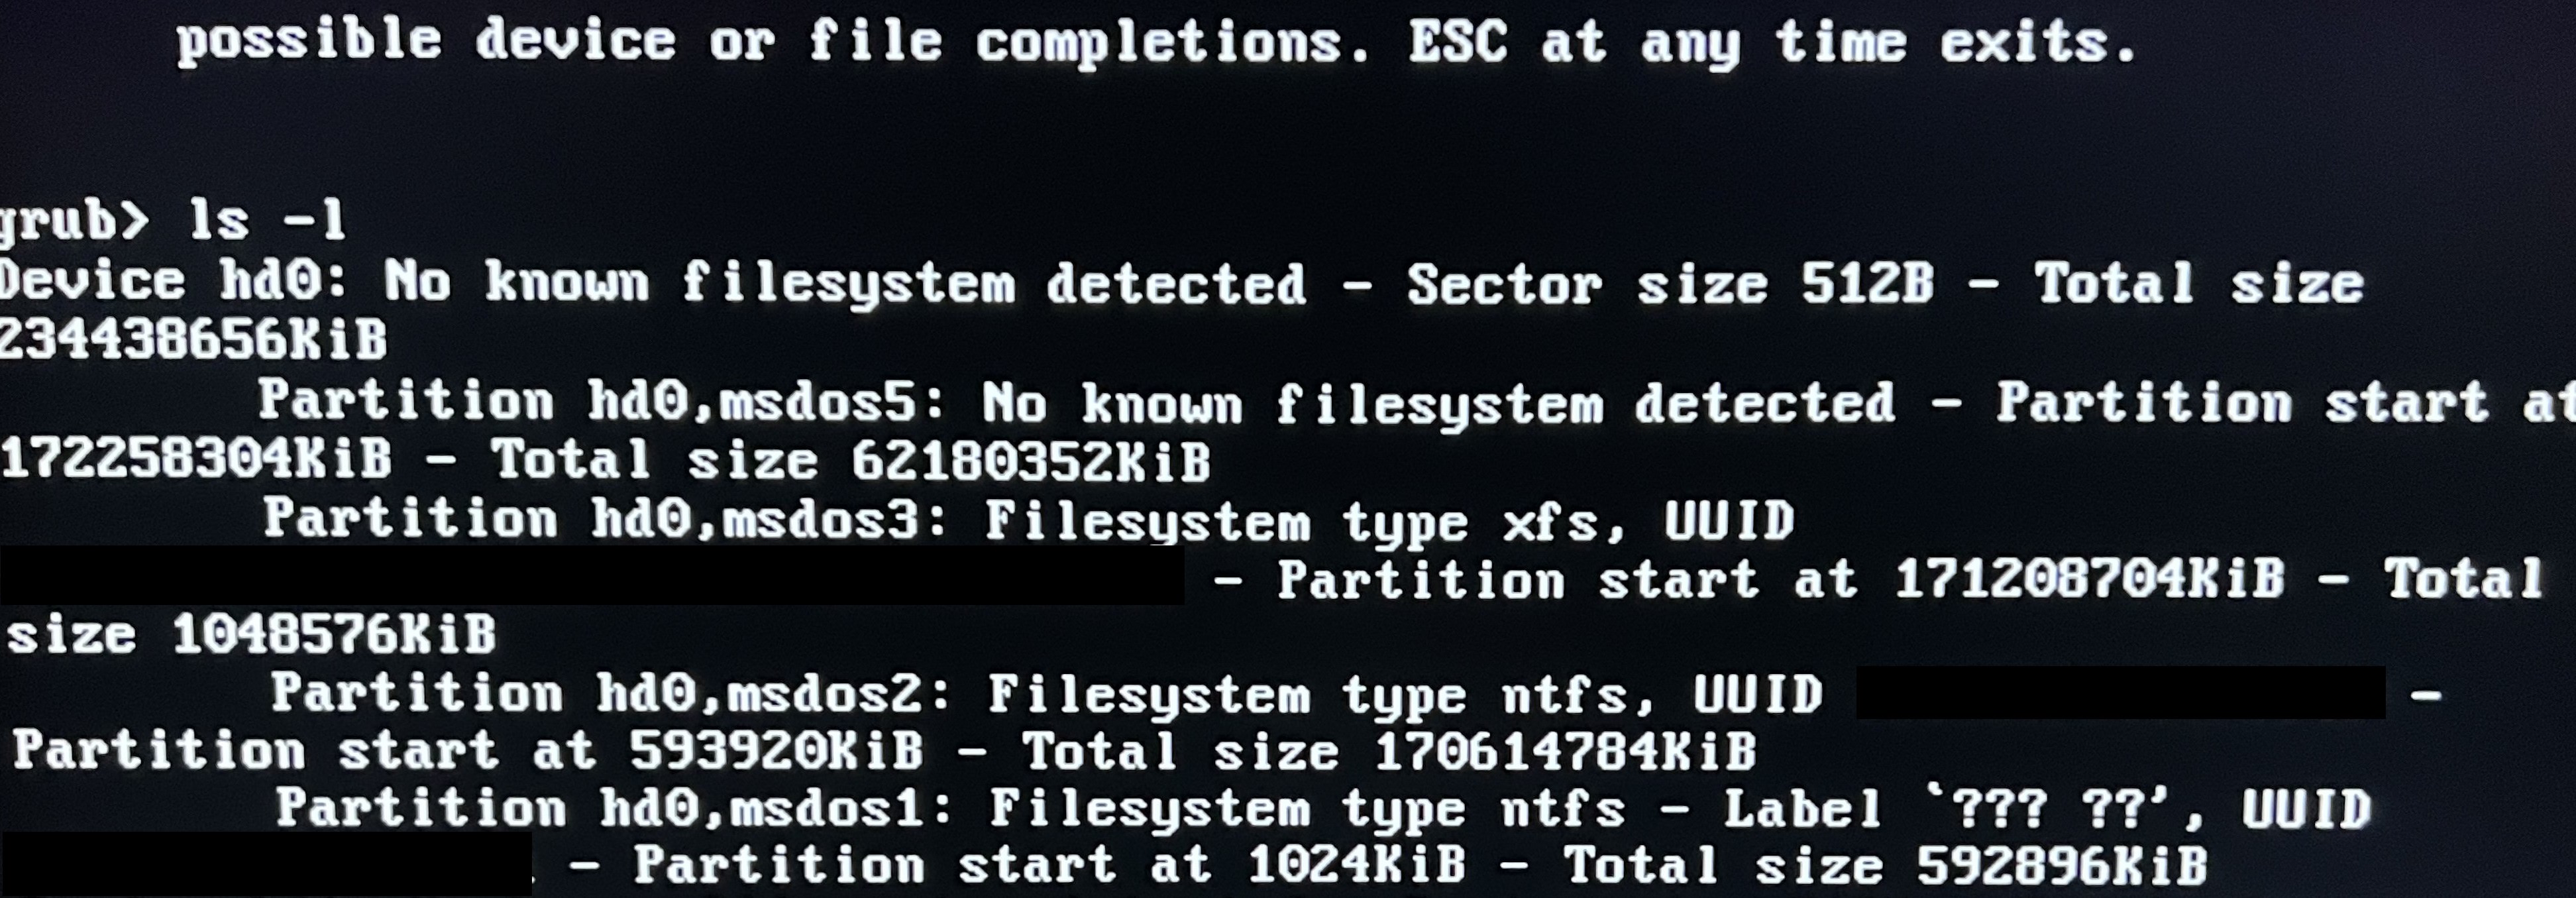 possible device or file completions. ESC at any time exits.
grub> ls -l
Device hd0: No known filesystem detected - Sector size 512B - Total size
234438656KiB
Partition hd0,msdos5: No known filesystem detected - Partition start at
172258304KiB - Total size 62180352KiB
Partition hd0,msdos3: Filesystem type xfs, UUID
- Partition start at 171208704KiB - Total
size 1048576KiB
Partition hd0,msdos2: Filesystem type ntfs, UUID -
Partition start at 593920KiB - Total size 170614784KiB
Partition hd0,msdos1: Filesystem type ntfs - Label `??? ??', UUID
- Partition start at 1024KiB - Total size 592896KiB